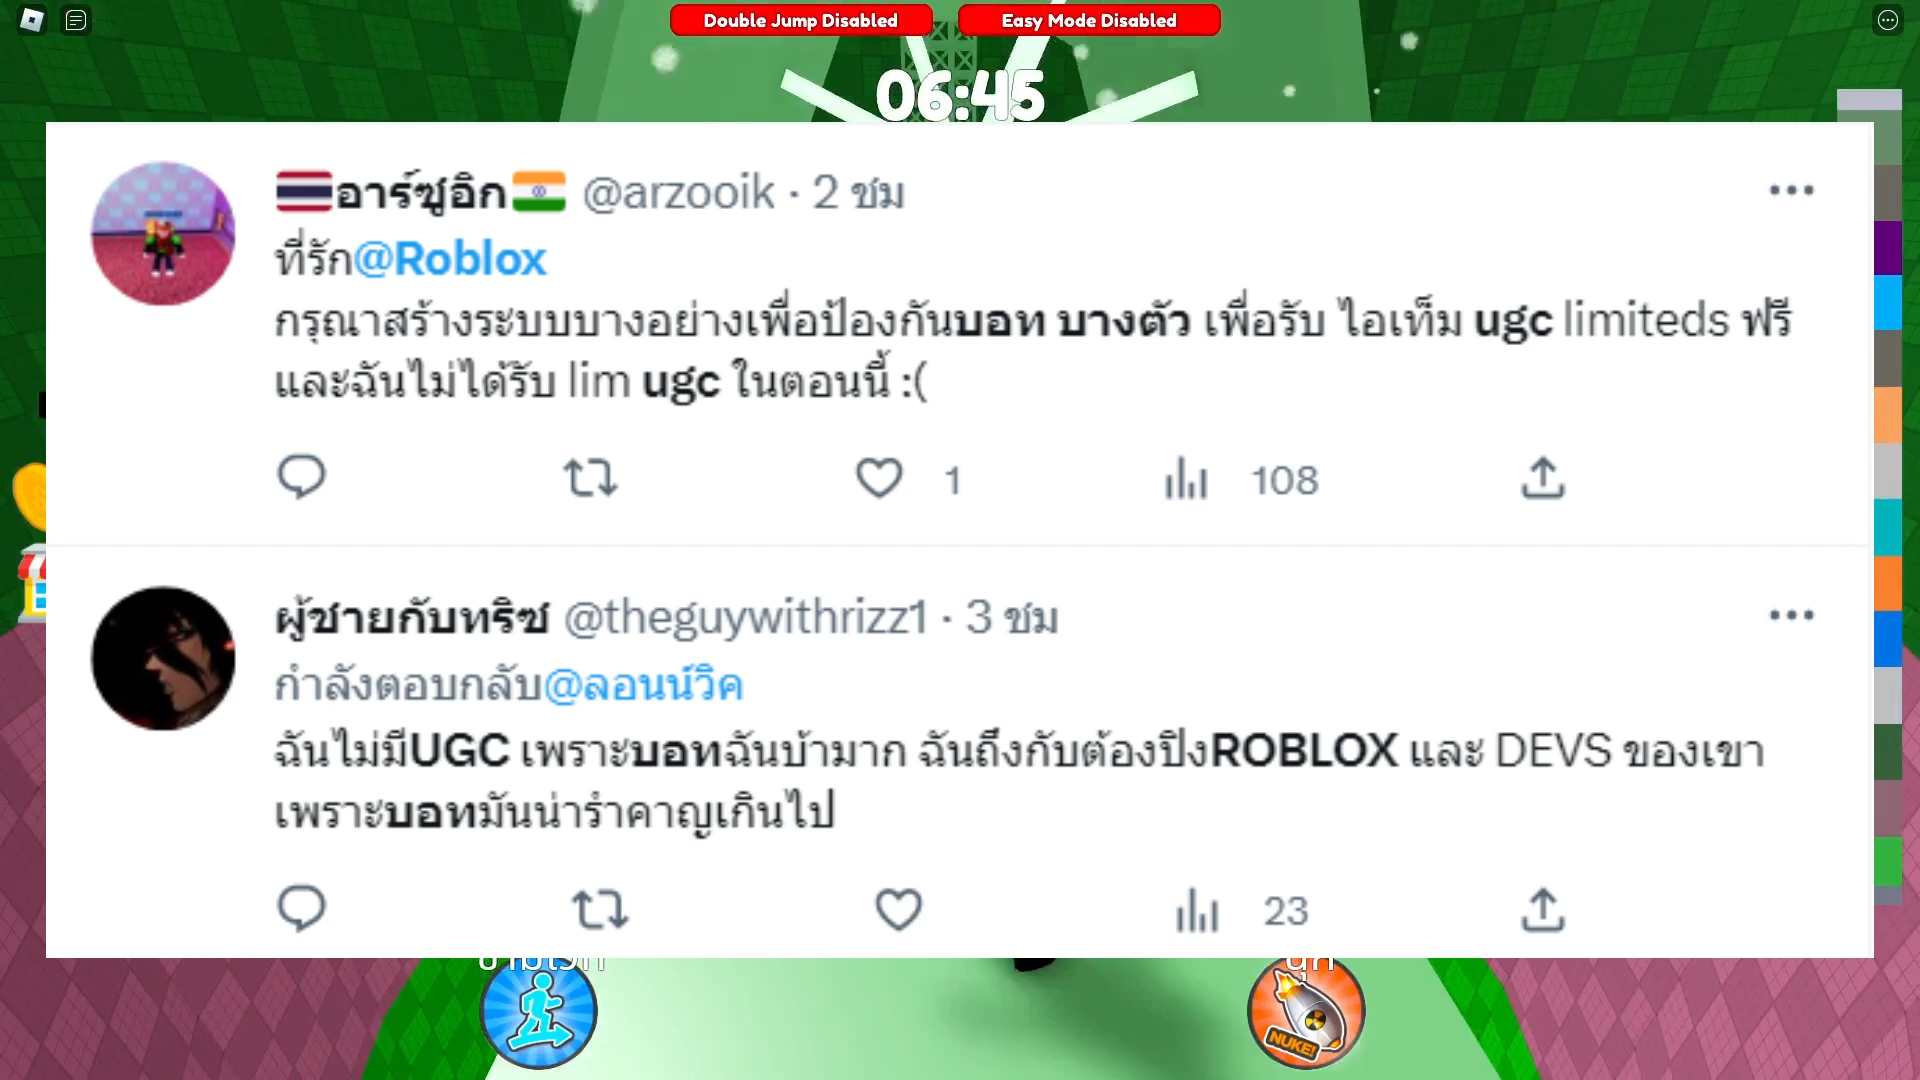 Double Jump Disabled Easy Mode Disabled
06:45
อาร์ซูอิก @arzooik · 2 ชม
ที่รัก@Roblox
กรุณาสร้างระบบบางอย่างเพื่อป้องกันบอท บางตัว เพื่อรับ ไอเท็ม ugc limiteds ฟรี
และฉันไม่ได้รับ lim ugc ในตอนนี้ :(
1 108
ผู้ชายกับทริซ @theguywithrizz1 · 3 ชม
กำลังตอบกลับ@ลอนน์วิค
ฉันไม่มีUGC เพราะบอทฉันบ้ามาก ฉันถึงกับต้องปิงROBLOX และ DEVS ของเขา
เพราะบอทมันน่ารำคาญเกินไป
23
NUKE!